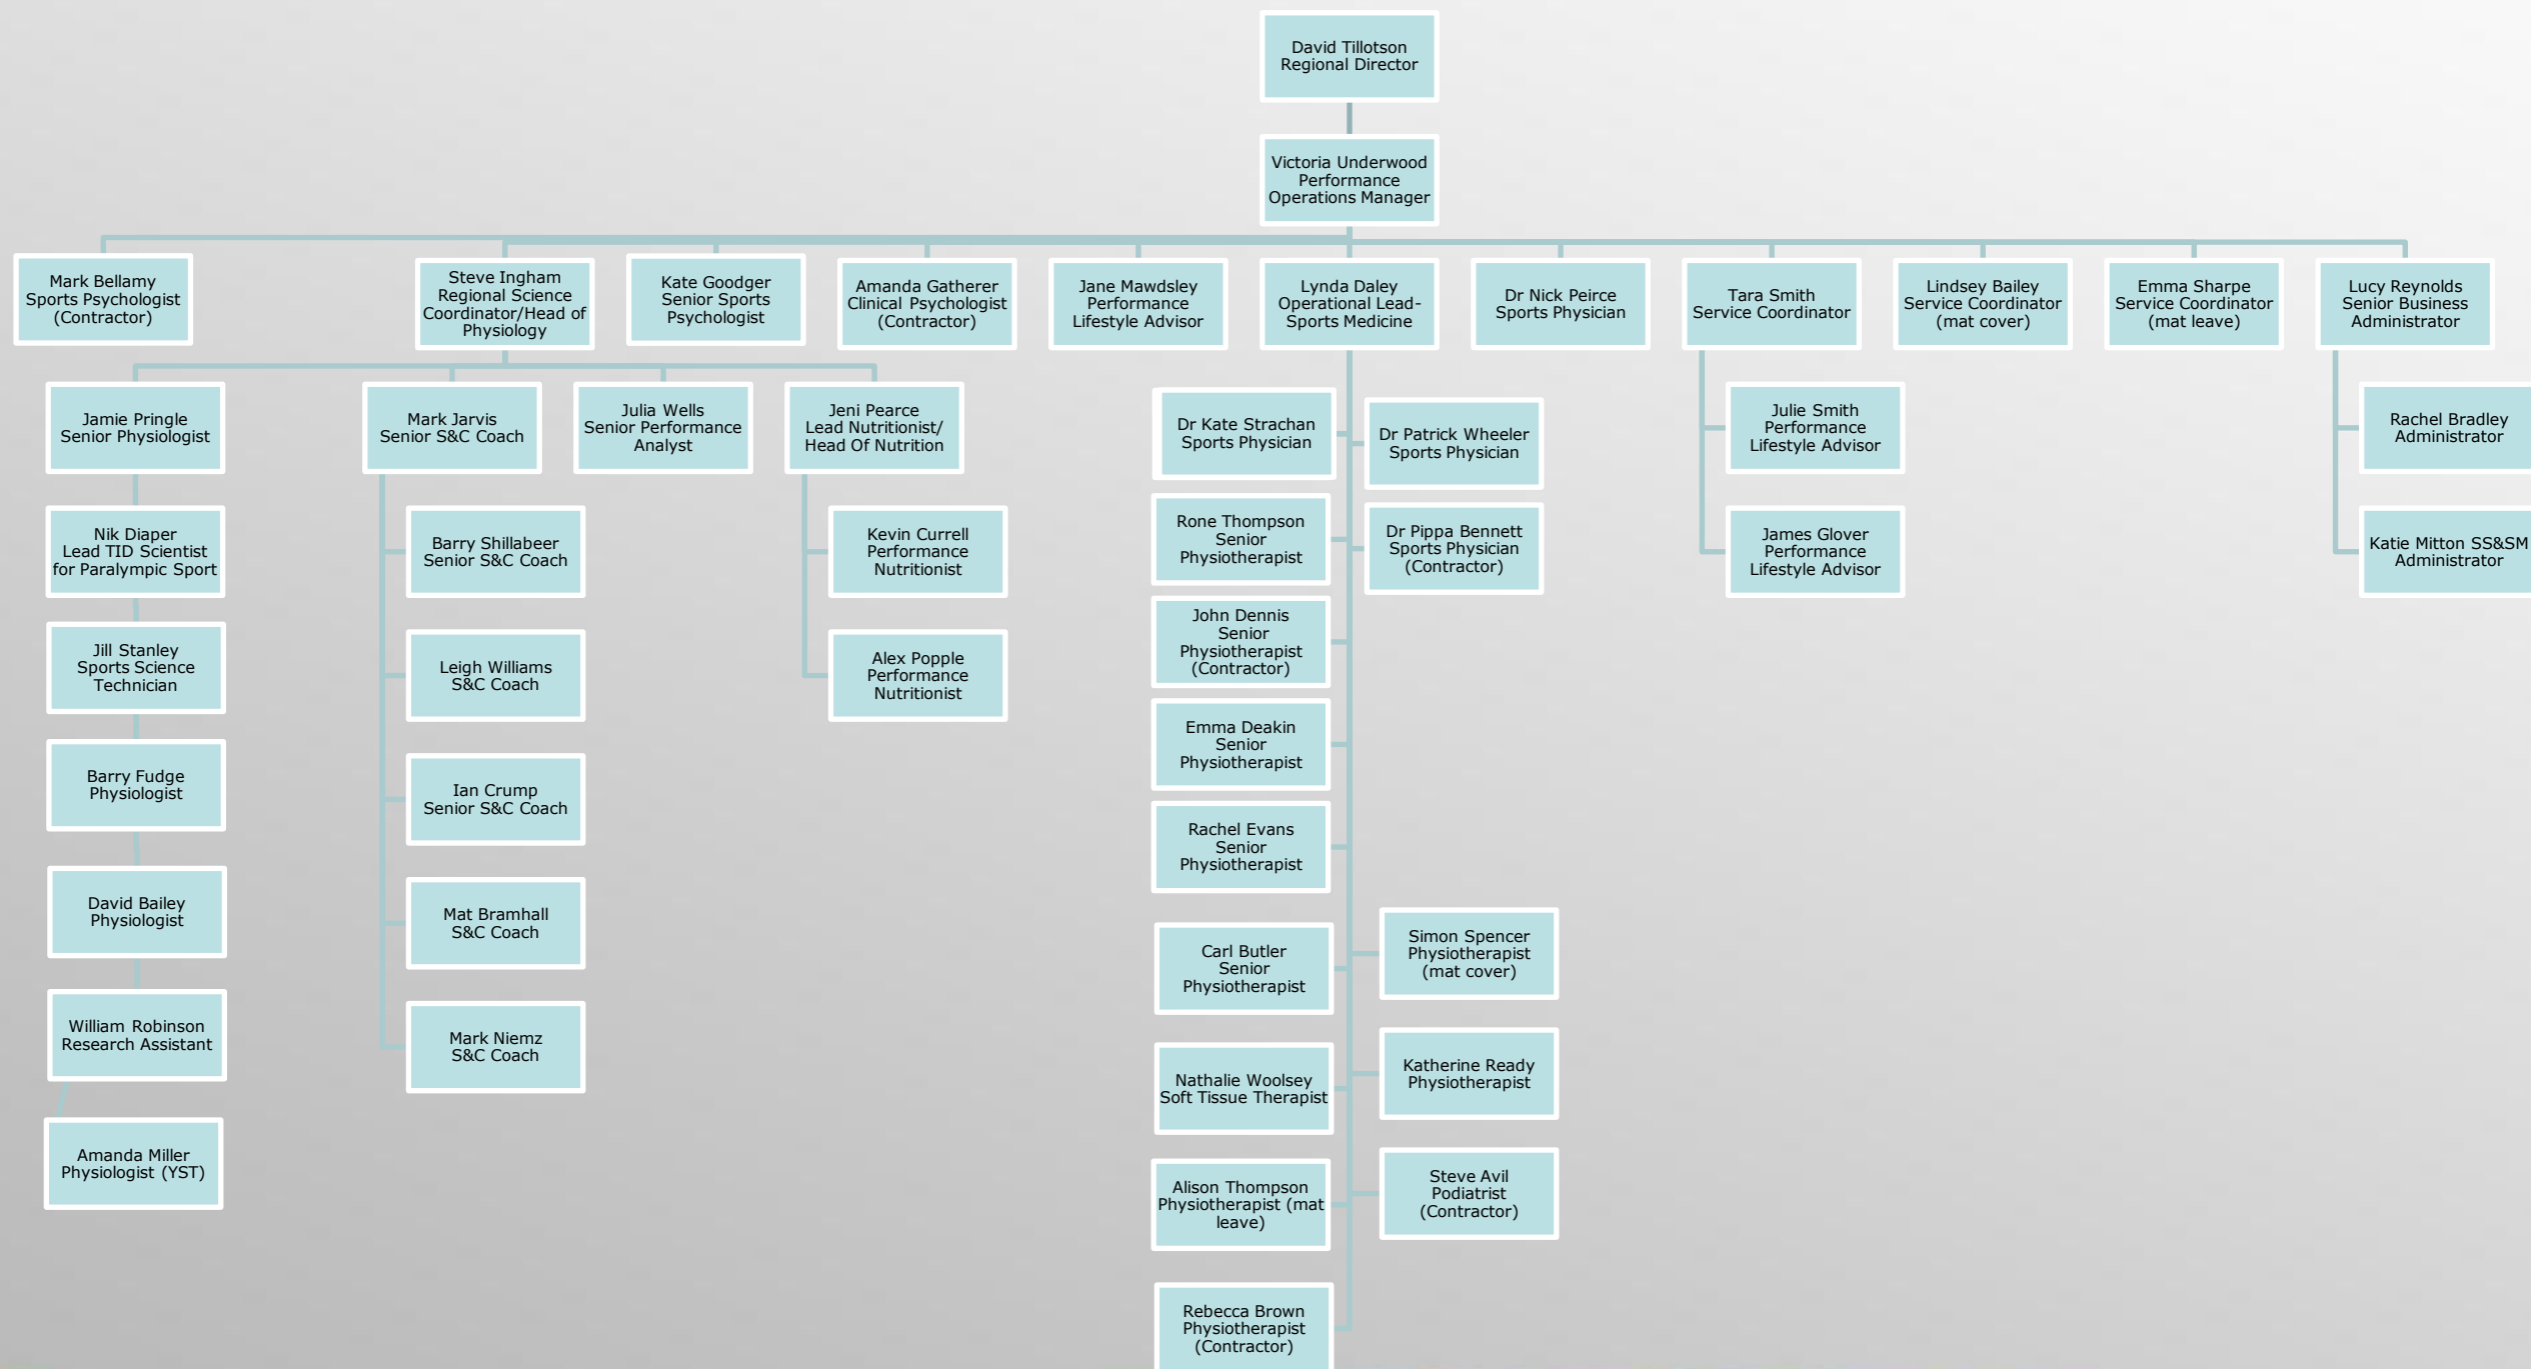 David Tillotson
Regional Director
Victoria Underwood
Performance
Operations Manager
Mark Bellamy
Sports Psychologist
(Contractor)
Steve Ingham
Regional Science
Coordinator/Head of
Physiology
Kate Goodger
Senior Sports
Psychologist
Amanda Gatherer
Clinical Psychologist
(Contractor)
Jane Mawdsley
Performance
Lifestyle Advisor
Lynda Daley
Operational Lead-
Sports Medicine
Dr Nick Peirce
Sports Physician
Tara Smith
Service Coordinator
Lindsey Bailey
Service Coordinator
(mat cover)
Emma Sharpe
Service Coordinator
(mat leave)
Lucy Reynolds
Senior Business
Administrator
Jamie Pringle
Senior Physiologist
Nik Diaper
Lead TID Scientist
for Paralympic Sport
Jill Stanley
Sports Science
Technician
Barry Fudge
Physiologist
David Bailey
Physiologist
William Robinson
Research Assistant
Amanda Miller
Physiologist (YST)
Mark Jarvis
Senior S&C Coach
Barry Shillabeer
Senior S&C Coach
Leigh Williams
S&C Coach
Ian Crump
Senior S&C Coach
Mat Bramhall
S&C Coach
Mark Niemz
S&C Coach
Julia Wells
Senior Performance
Analyst
Jeni Pearce
Lead Nutritionist/
Head Of Nutrition
Kevin Currell
Performance
Nutritionist
Alex Popple
Performance
Nutritionist
Dr Kate Strachan
Sports Physician
Dr Patrick Wheeler
Sports Physician
Rone Thompson
Senior
Physiotherapist
Dr Pippa Bennett
Sports Physician
(Contractor)
John Dennis
Senior
Physiotherapist
(Contractor)
Emma Deakin
Senior
Physiotherapist
Rachel Evans
Senior
Physiotherapist
Carl Butler
Senior
Physiotherapist
Simon Spencer
Physiotherapist
(mat cover)
Nathalie Woolsey
Soft Tissue Therapist
Katherine Ready
Physiotherapist
Alison Thompson
Physiotherapist (mat
leave)
Steve Avil
Podiatrist
(Contractor)
Rebecca Brown
Physiotherapist
(Contractor)
Julie Smith
Performance
Lifestyle Advisor
James Glover
Performance
Lifestyle Advisor
Rachel Bradley
Administrator
Katie Mitton SS&SM
Administrator